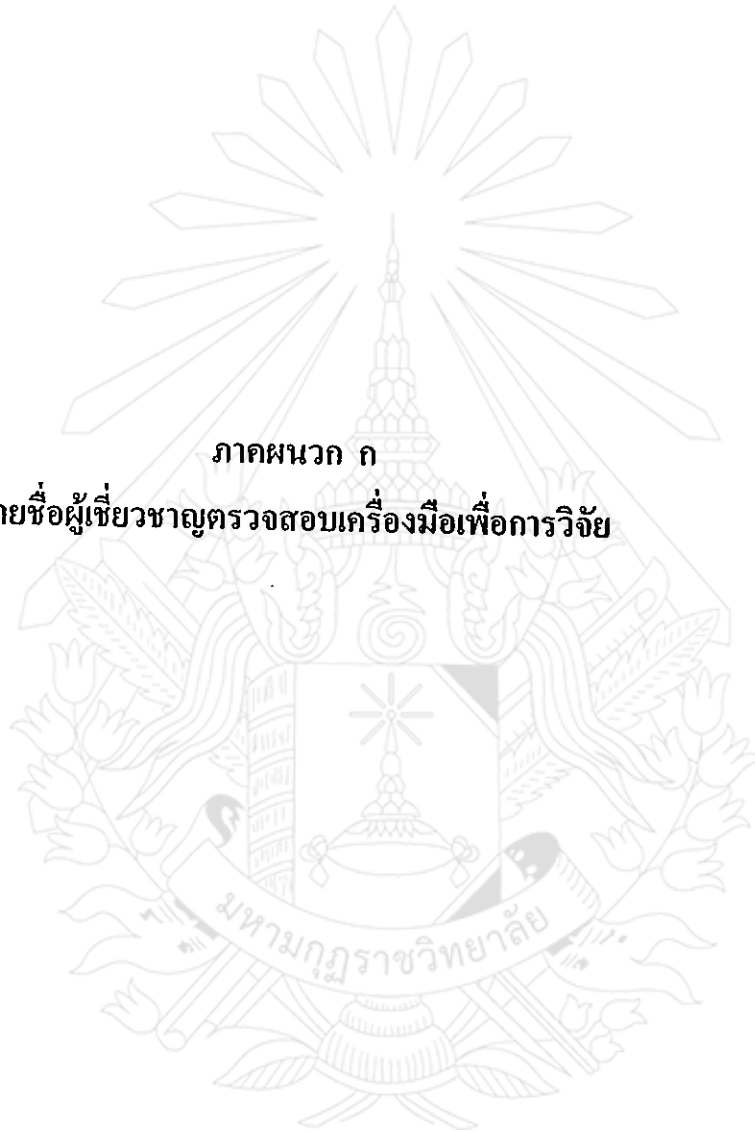 ภาคผนวก ก
ายชื่อผู้เชี่ยวชาญตรวจสอบเครื่องมือเพื่อการวิจัย
มหามกุฏราชวิทยาลัย